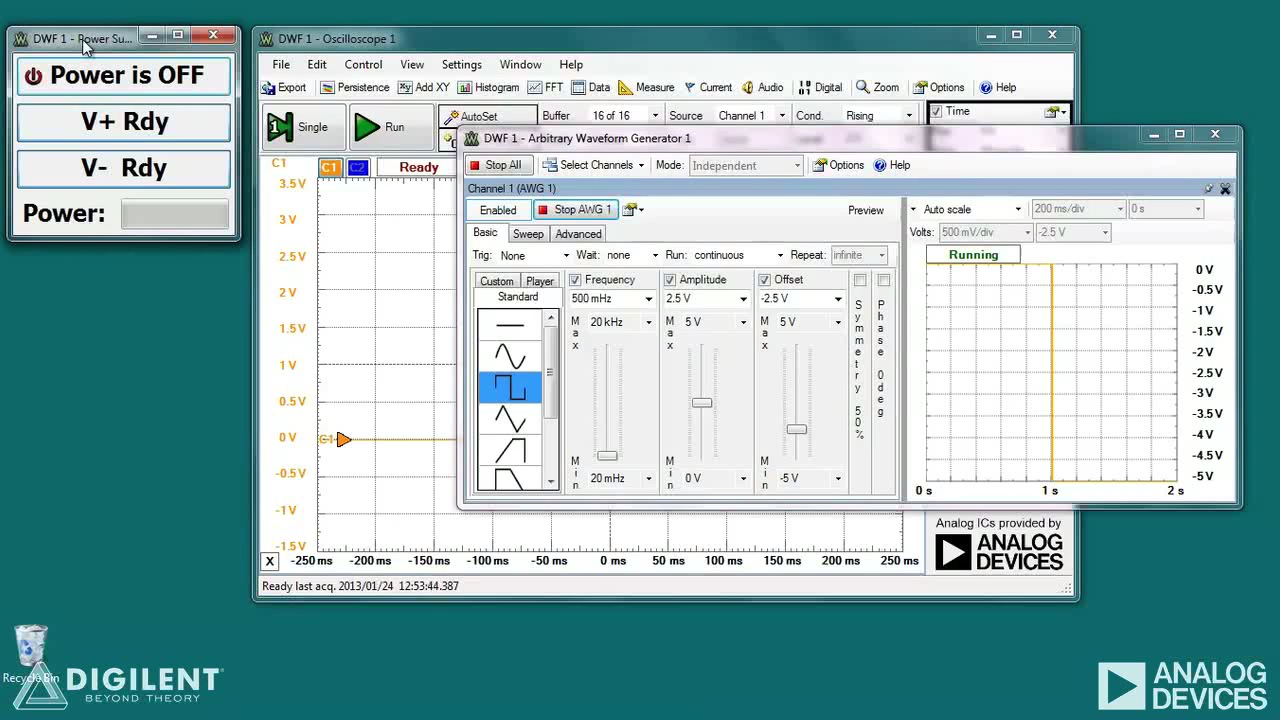 DWF 1 - Power Su...
Power is OFF
V+ Rdy
V- Rdy
Power:
DWF 1 - Oscilloscope 1
File Edit Control View Settings Window Help
Export Persistence Add XY Histogram FFT Data Measure Current Audio Digital Zoom Options Help
Single Run AutoSet Buffer 16 of 16 Source Channel 1 Cond. Rising Time
C1 C1 C2 Ready
3.5 V
3 V
2.5 V
2 V
1.5 V
1 V
0.5 V
0 V
C1
-0.5 V
-1 V
-1.5 V
X -250 ms -200 ms -150 ms -100 ms -50 ms 0 ms 50 ms 100 ms 150 ms 200 ms 250 ms
Ready last acq. 2013/01/24 12:53:44.387
DWF 1 - Arbitrary Waveform Generator 1
Stop All Select Channels Mode: Independent Options Help
Channel 1 (AWG 1)
Enabled Stop AWG 1 Preview
Auto scale 200 ms/div 0 s
Volts: 500 mV/div -2.5 V
Basic Sweep Advanced
Trig: None Wait: none Run: continuous Repeat: infinite
Custom Player
Standard
Frequency Amplitude Offset
500 mHz 2.5 V -2.5 V
Max 20 kHz Max 5 V Max 5 V
Min 20 mHz Min 0 V Min -5 V
Symmetry 50 %
Phase 0 deg
Running
0 V
-0.5 V
-1 V
-1.5 V
-2 V
-2.5 V
-3 V
-3.5 V
-4 V
-4.5 V
-5 V
0 s 1 s 2 s
Analog ICs provided by
ANALOG
DEVICES
Recycle Bin
DIGILENT
BEYOND THEORY
ANALOG
DEVICES